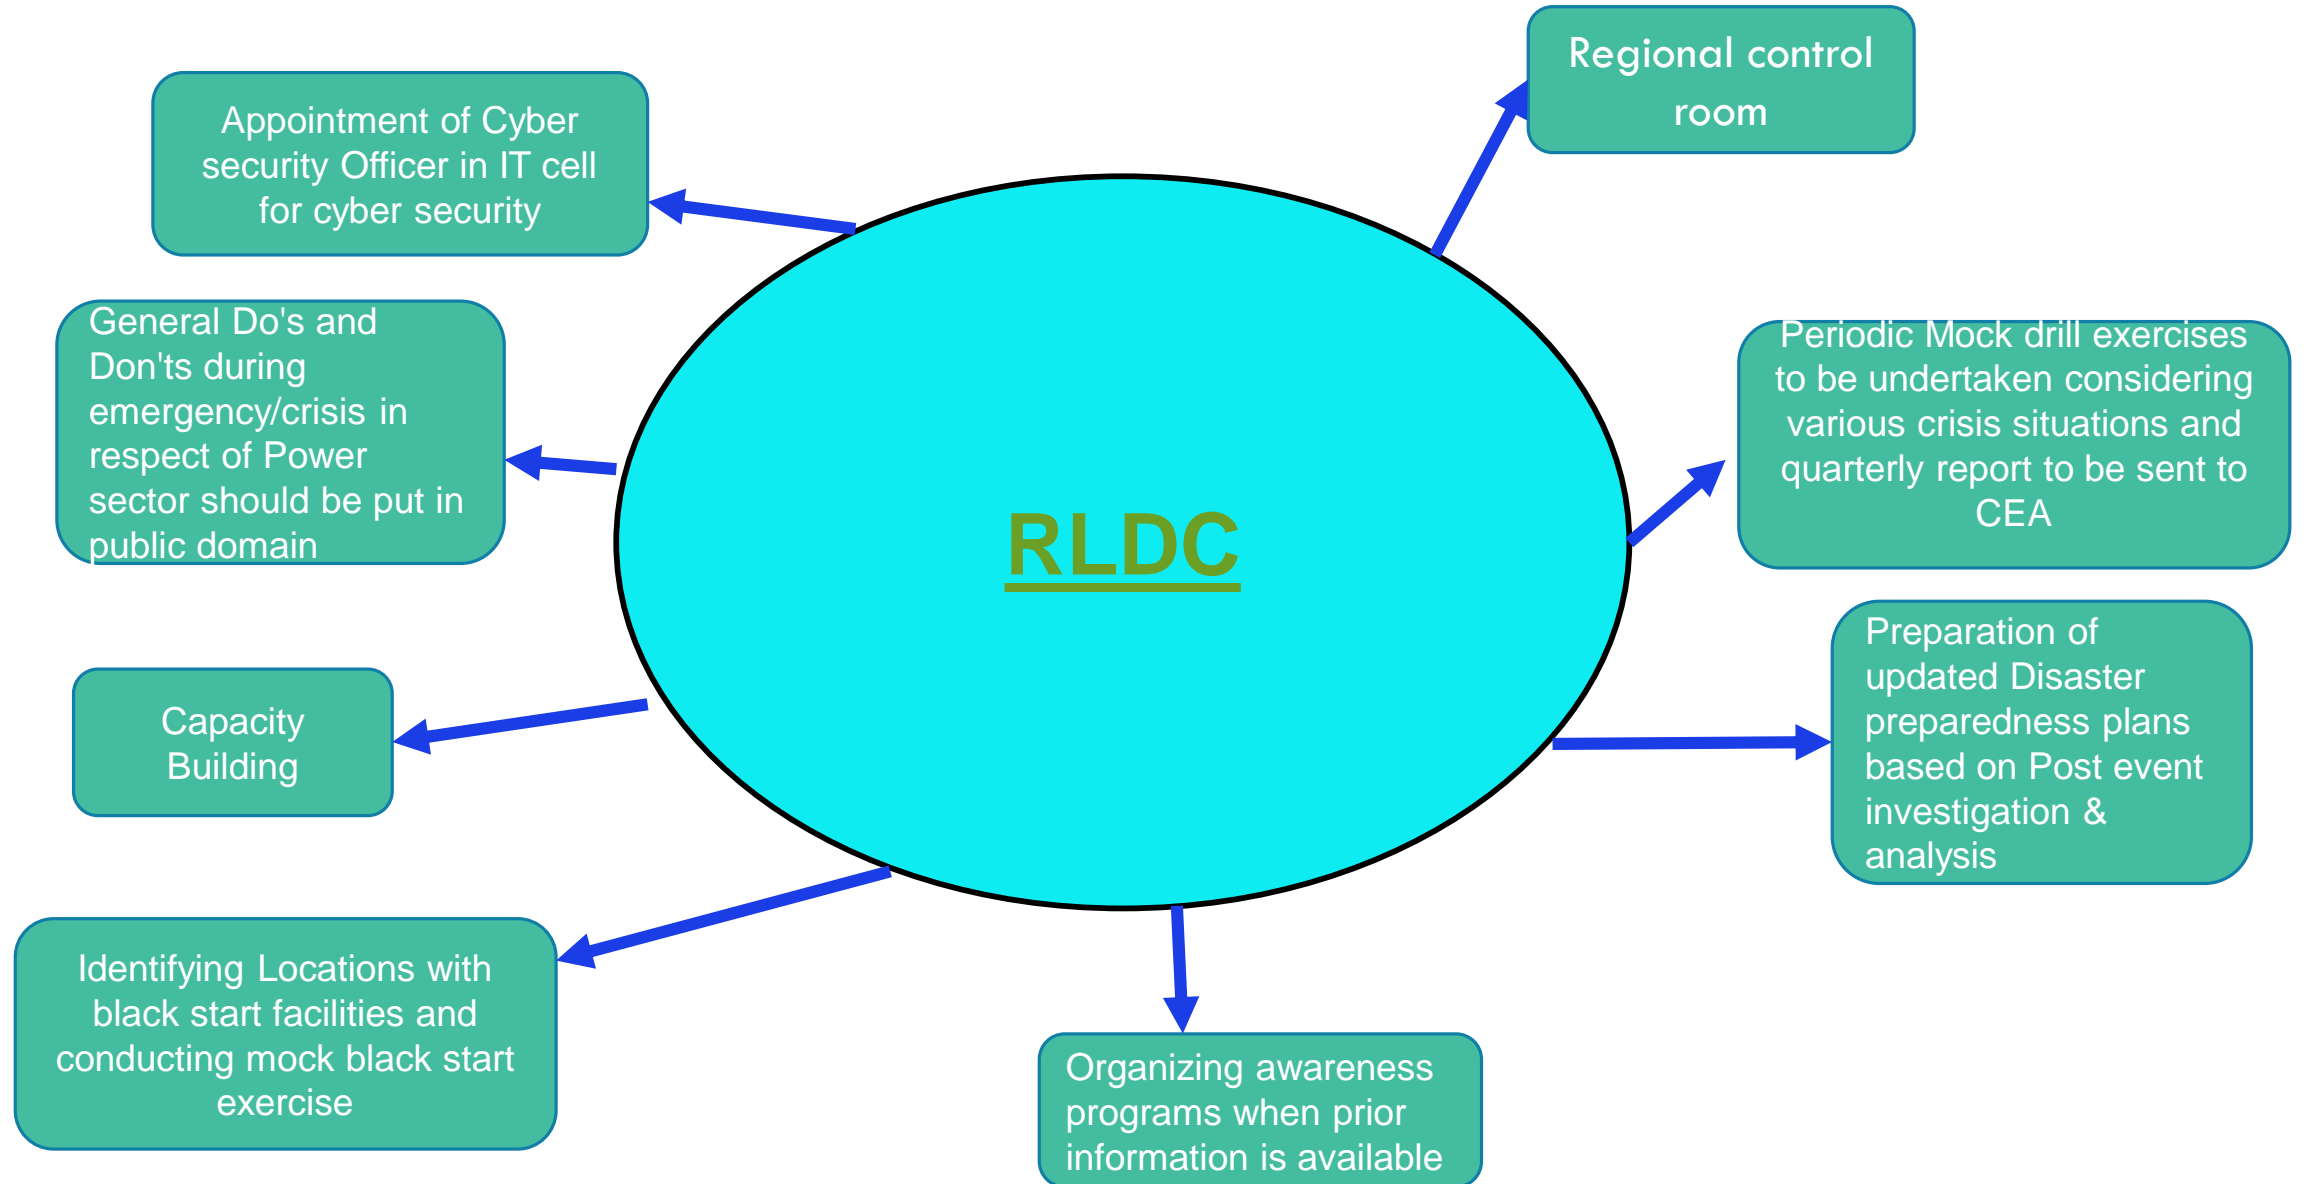 Regional control
room
Appointment of Cyber
security Officer in IT cell
for cyber security
General Do's and
Don'ts during
emergency/crisis in
respect of Power
sector should be put in
public domain
Periodic Mock drill exercises
to be undertaken considering
various crisis situations and
quarterly report to be sent to
CEA
RLDC
Preparation of
updated Disaster
preparedness plans
based on Post event
investigation &
analysis
Capacity
Building
Identifying Locations with
black start facilities and
conducting mock black start
exercise
Organizing awareness
programs when prior
information is available